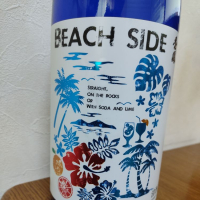 BEACH SIDE
STRAIGHT,
ON THE ROCKS
OR
WITH SODA AND LIME